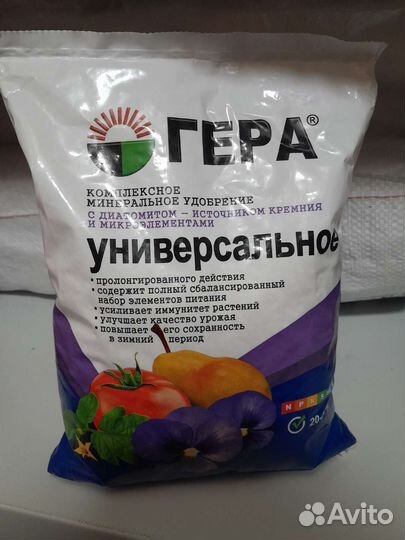 ГЕРА®
КОМПЛЕКСНОЕ
МИНЕРАЛЬНОЕ УДОБРЕНИЕ
С ДИАТОМИТОМ – ИСТОЧНИКОМ КРЕМНИЯ
И МИКРОЭЛЕМЕНТАМИ
универсальное
• пролонгированного действия
• содержит полный сбалансированный
набор элементов питания
• усиливает иммунитет растений
• улучшает качество урожая
• повышает его сохранность
в зимний период
N P K
20
Avito